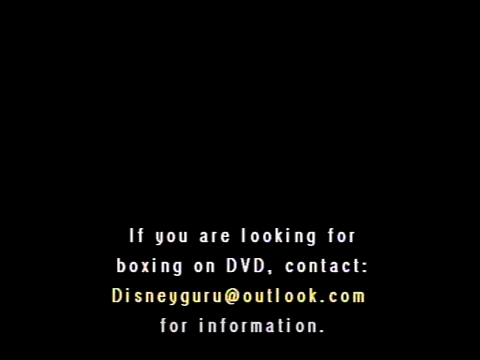 If you are looking for
boxing on DVD, contact:
Disneyguru@outlook.com
for information.